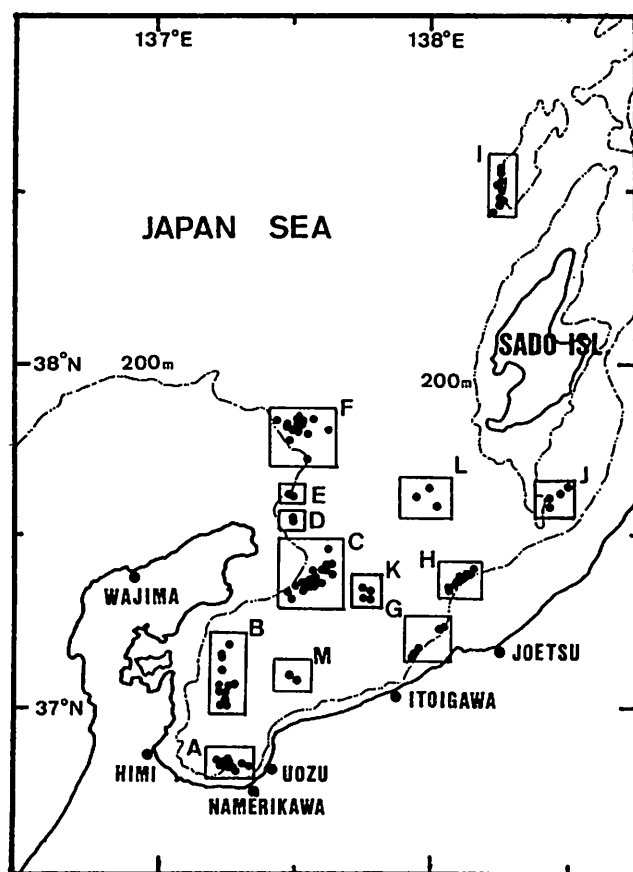 137°E 138°E
I
JAPAN SEA
38°N
200m
SADO ISL
200m
F
L
J
E
D
C
K
H
WAJIMA
G
B
JOETSU
M
37°N
ITOIGAWA
A
HIMI
UOZU
NAMERIKAWA